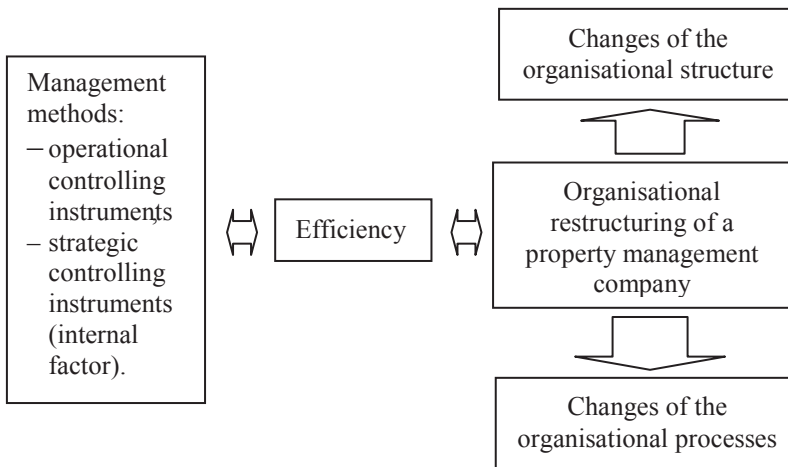 Management
methods:
– operational
controlling
instruments,
– strategic
controlling
instruments
(internal
factor).
Efficiency
Changes of the
organisational structure
Organisational
restructuring of a
property management
company
Changes of the
organisational processes